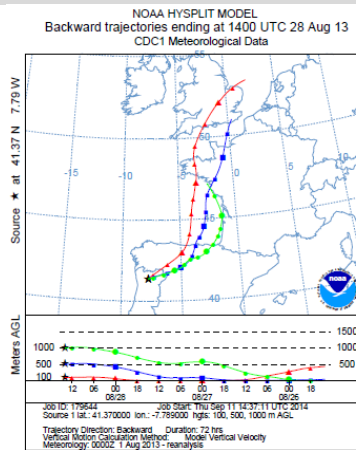 NOAA HYSPLIT MODEL
Backward trajectories ending at 1400 UTC 28 Aug 13
CDC1 Meteorological Data
Source ★ at 41.37 N 7.79 W
55
50
-15
-10
-5
0
5
45
40
noaa
Meters AGL
1500
1000 1000
500 500
100
12 06 00 18 12 06 00 18 12 06 00 18
08/28 08/27 08/26
Job ID: 179644 Job Start: Thu Sep 11 14:37:11 UTC 2014
Source 1 lat.: 41.370000 lon.: -7.789000 hgts: 100, 500, 1000 m AGL
Trajectory Direction: Backward Duration: 72 hrs
Vertical Motion Calculation Method: Model Vertical Velocity
Meteorology: 0000Z 1 Aug 2013 - reanalysis